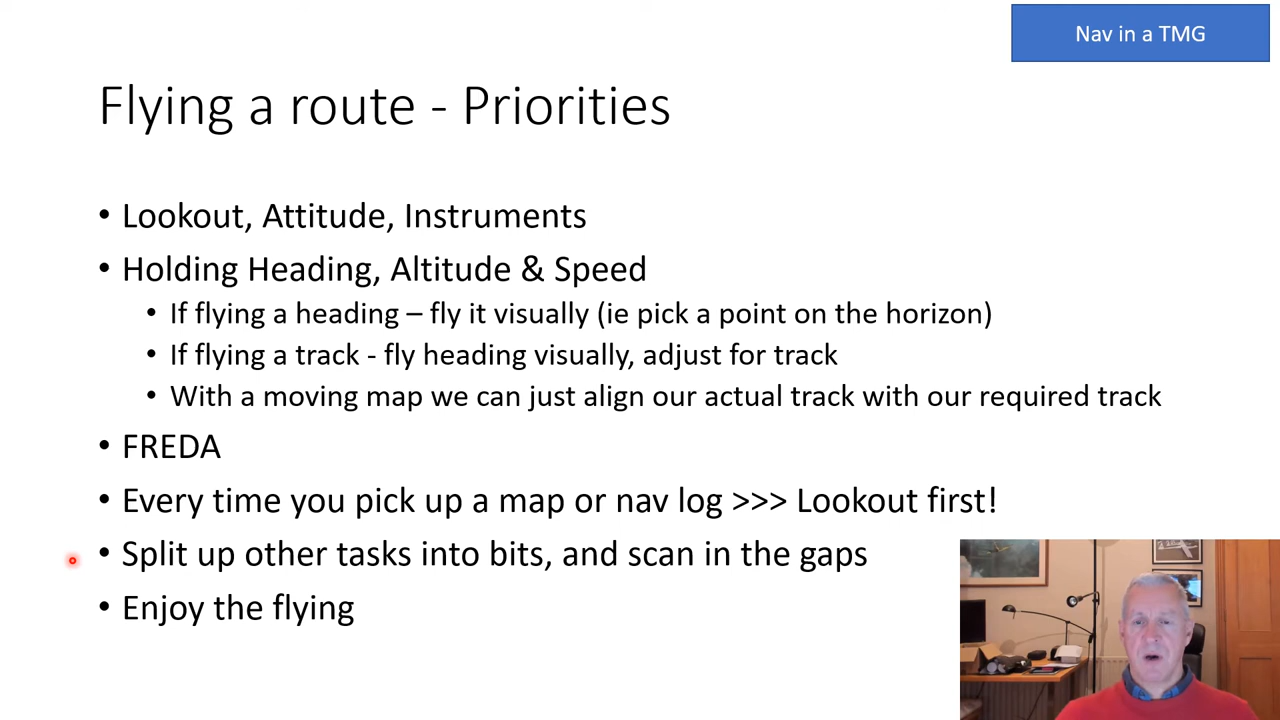 Nav in a TMG
Flying a route - Priorities
• Lookout, Attitude, Instruments
• Holding Heading, Altitude & Speed
• If flying a heading – fly it visually (ie pick a point on the horizon)
• If flying a track - fly heading visually, adjust for track
• With a moving map we can just align our actual track with our required track
• FREDA
• Every time you pick up a map or nav log >>> Lookout first!
• Split up other tasks into bits, and scan in the gaps
• Enjoy the flying